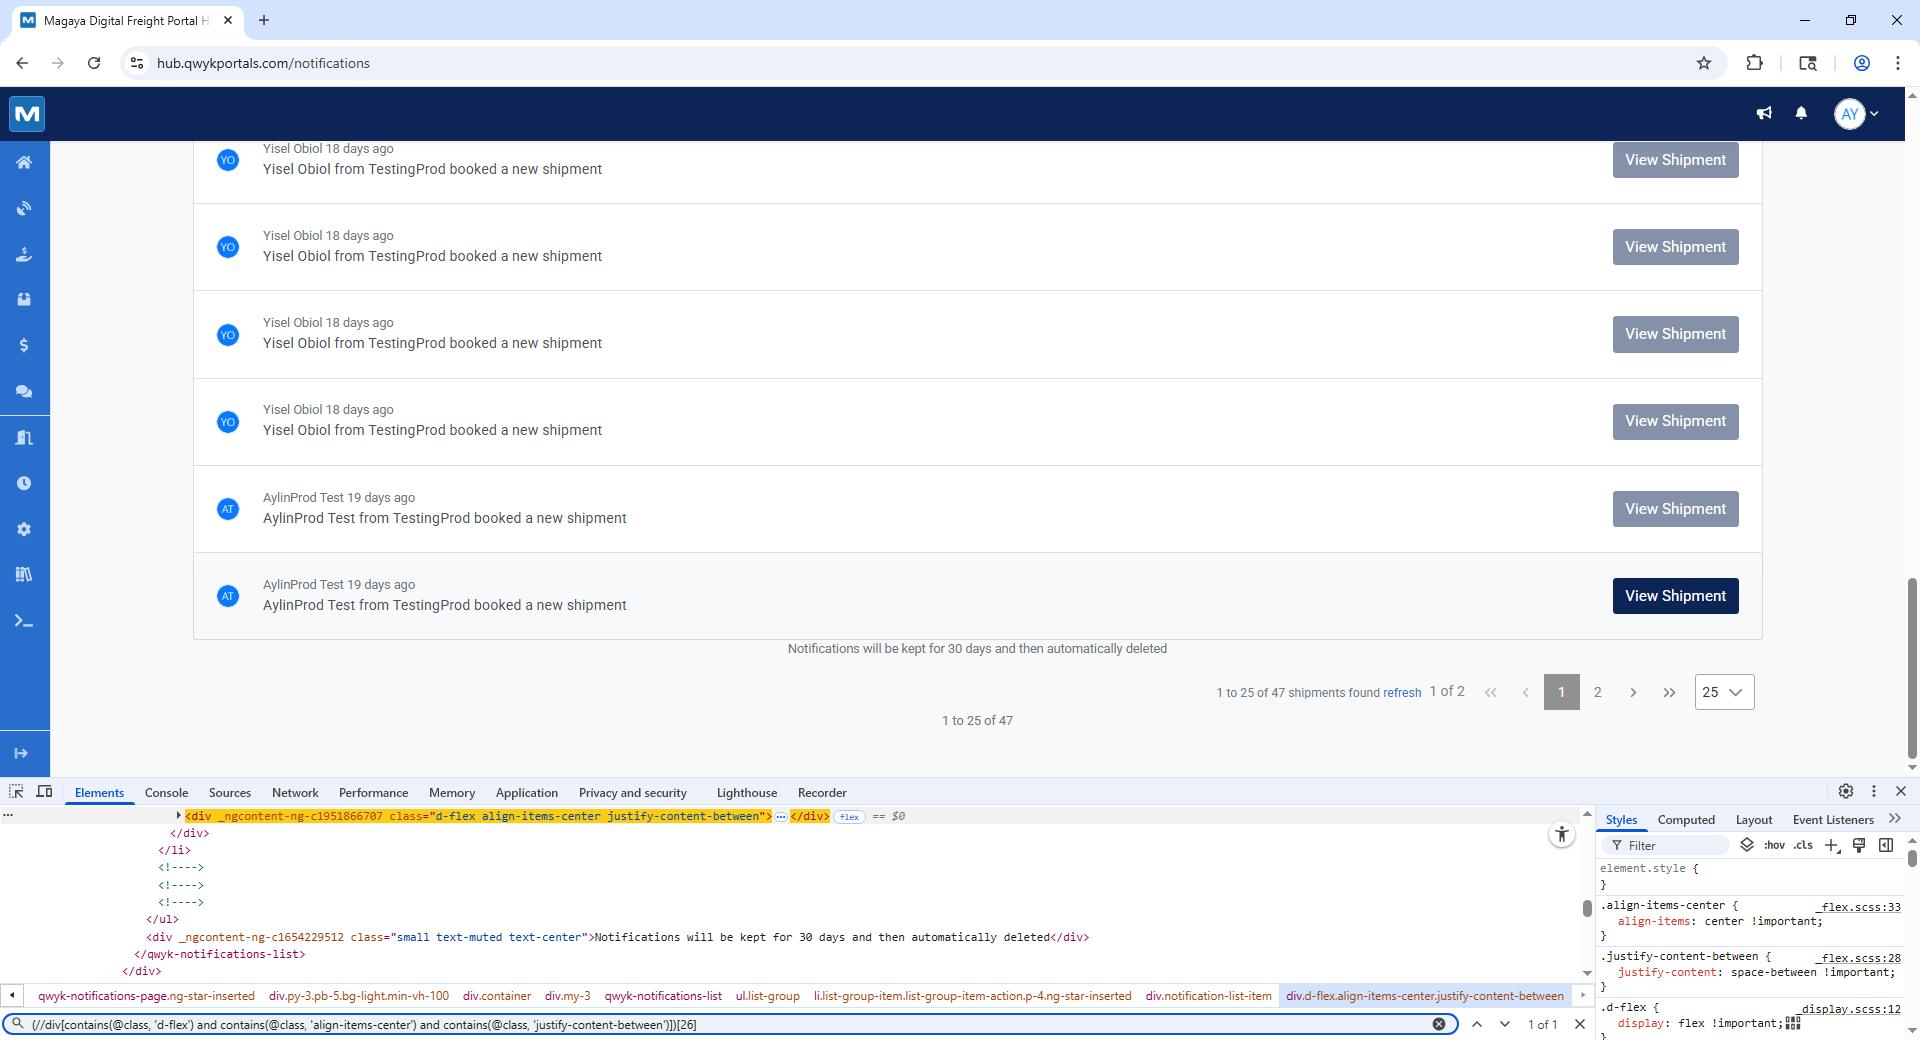 Magaya Digital Freight Portal H
hub.qwykportals.com/notifications
AY
YO
Yisel Obiol 18 days ago
Yisel Obiol from TestingProd booked a new shipment
View Shipment
YO
Yisel Obiol 18 days ago
Yisel Obiol from TestingProd booked a new shipment
View Shipment
YO
Yisel Obiol 18 days ago
Yisel Obiol from TestingProd booked a new shipment
View Shipment
YO
Yisel Obiol 18 days ago
Yisel Obiol from TestingProd booked a new shipment
View Shipment
AT
AylinProd Test 19 days ago
AylinProd Test from TestingProd booked a new shipment
View Shipment
AT
AylinProd Test 19 days ago
AylinProd Test from TestingProd booked a new shipment
View Shipment
Notifications will be kept for 30 days and then automatically deleted
1 to 25 of 47 shipments found refresh 1 of 2 « ‹ 1 2 › » 25
1 to 25 of 47
Elements Console Sources Network Performance Memory Application Privacy and security Lighthouse Recorder
<div _ngcontent-ng-c1951866707 class="d-flex align-items-center justify-content-between">…</div> flex == $0
</div>
</li>
<!---->
<!---->
<!---->
</ul>
<div _ngcontent-ng-c1654229512 class="small text-muted text-center">Notifications will be kept for 30 days and then automatically deleted</div>
</qwyk-notifications-list>
</div>
qwyk-notifications-page.ng-star-inserted div.py-3.pb-5.bg-light.min-vh-100 div.container div.my-3 qwyk-notifications-list ul.list-group li.list-group-item.list-group-item-action.p-4.ng-star-inserted div.notification-list-item div.d-flex.align-items-center.justify-content-between
(//div[contains(@class, 'd-flex') and contains(@class, 'align-items-center') and contains(@class, 'justify-content-between')])[26]
1 of 1
Styles Computed Layout Event Listeners
Filter :hov .cls
element.style {
}
.align-items-center { _flex.scss:33
align-items: center !important;
}
.justify-content-between { _flex.scss:28
justify-content: space-between !important;
}
.d-flex { _display.scss:12
display: flex !important;
}